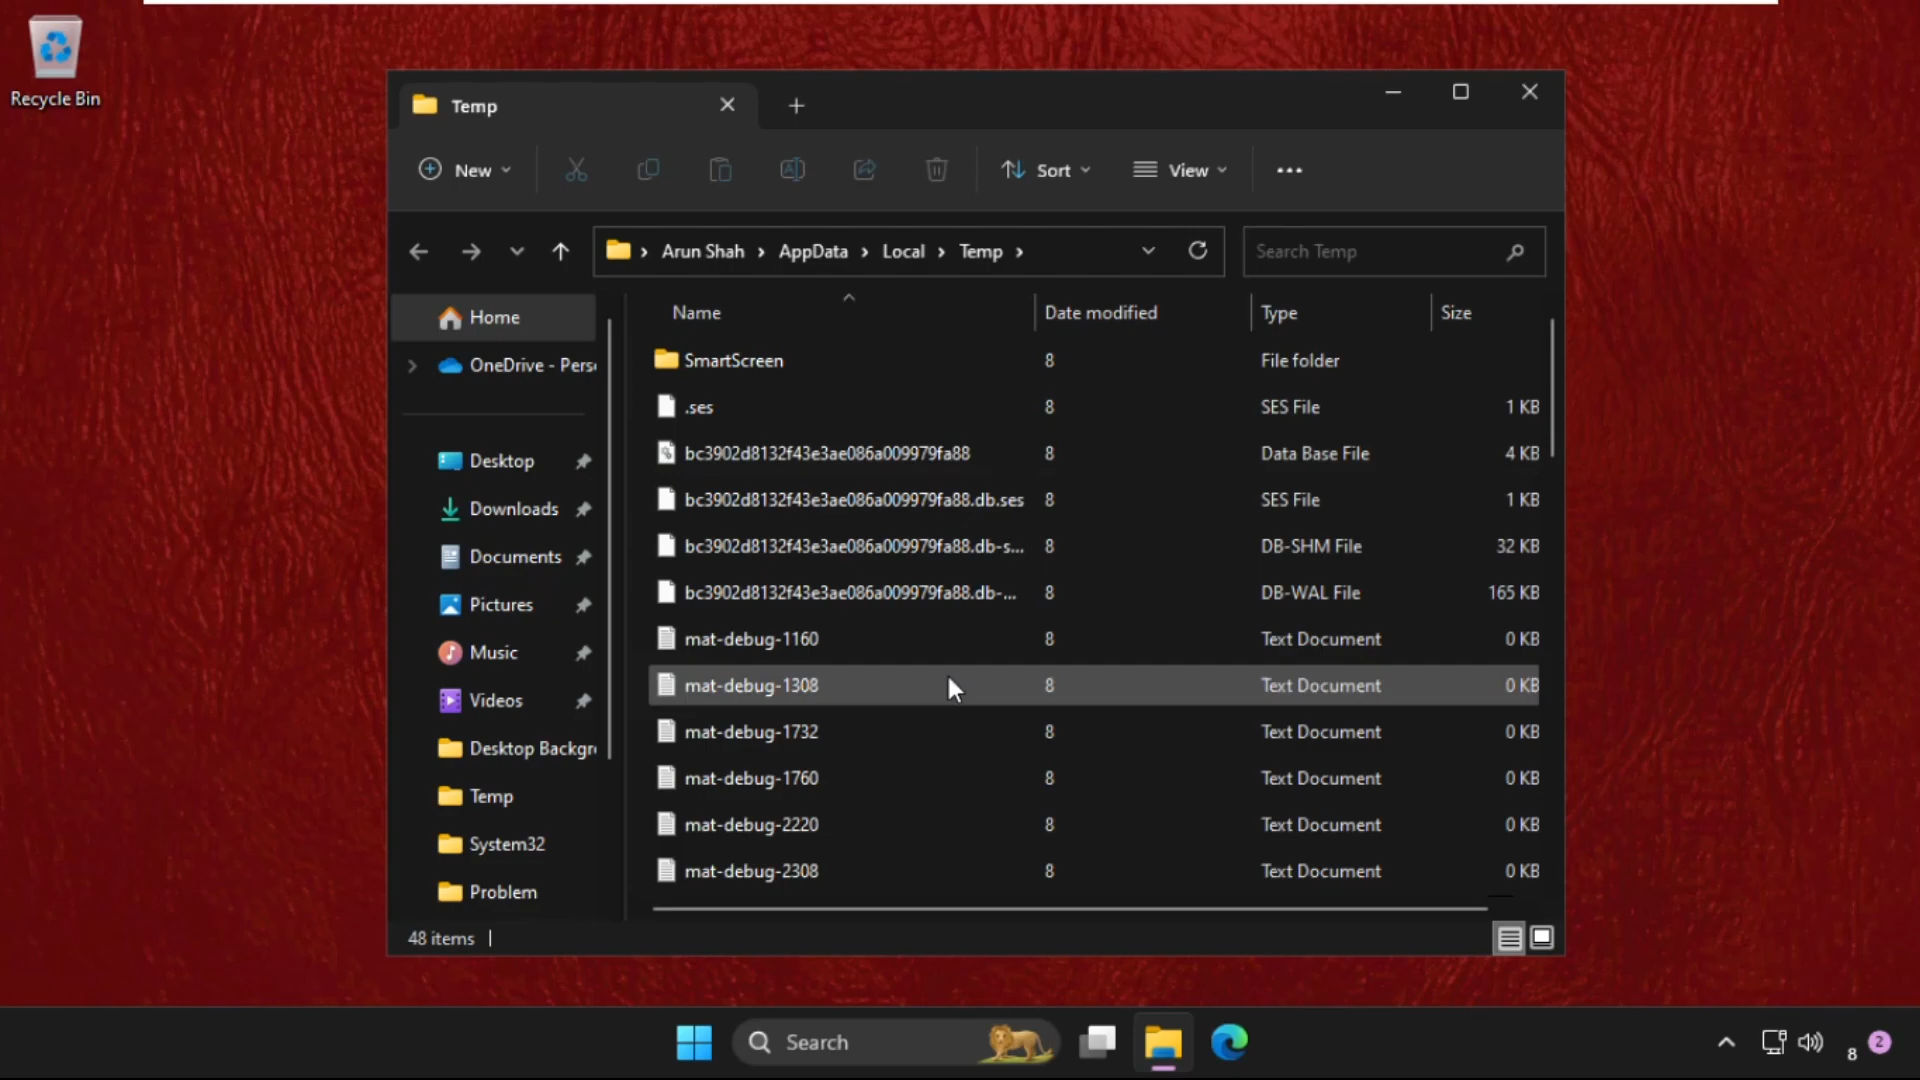 Recycle Bin
Temp
New
Sort
View
Arun Shah
AppData
Local
Temp
Search Temp
Home
OneDrive - Pers
Desktop
Downloads
Documents
Pictures
Music
Videos
Desktop Backgr
Temp
System32
Problem
Name Date modified Type Size
SmartScreen 8 File folder
.ses 8 SES File 1 KB
bc3902d8132f43e3ae086a009979fa88 8 Data Base File 4 KB
bc3902d8132f43e3ae086a009979fa88.db.ses 8 SES File 1 KB
bc3902d8132f43e3ae086a009979fa88.db-s... 8 DB-SHM File 32 KB
bc3902d8132f43e3ae086a009979fa88.db-... 8 DB-WAL File 165 KB
mat-debug-1160 8 Text Document 0 KB
mat-debug-1308 8 Text Document 0 KB
mat-debug-1732 8 Text Document 0 KB
mat-debug-1760 8 Text Document 0 KB
mat-debug-2220 8 Text Document 0 KB
mat-debug-2308 8 Text Document 0 KB
48 items
Search
8
2